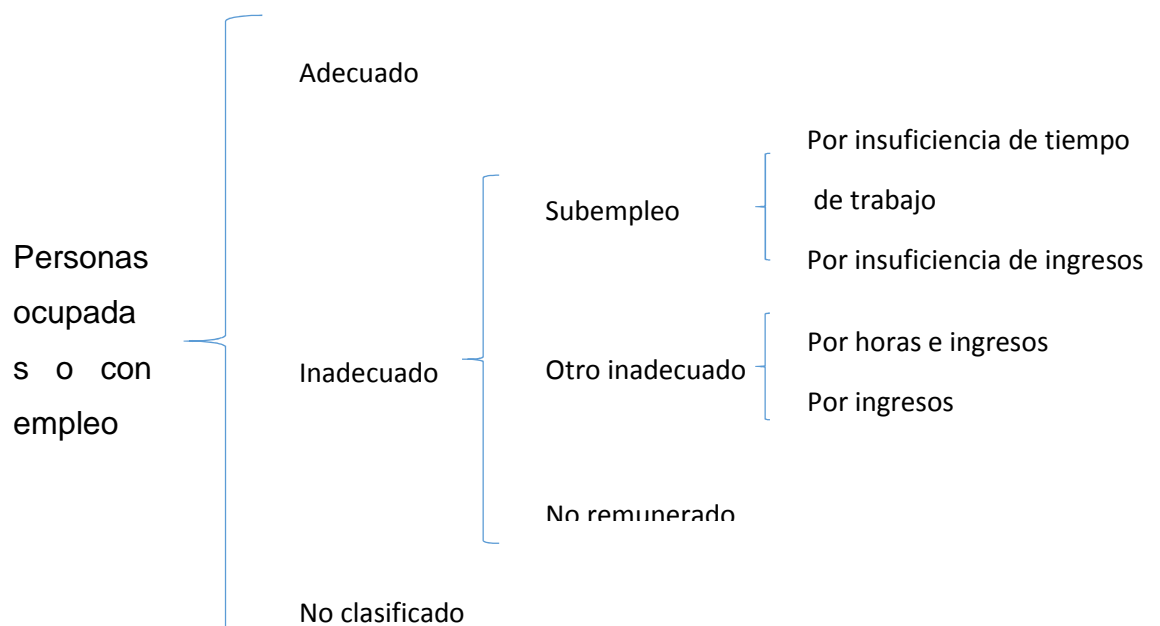 Personas
ocupada
s o con
empleo
Adecuado
Inadecuado
No clasificado
Subempleo
Otro inadecuado
No remunerado
Por insuficiencia de tiempo
de trabajo
Por insuficiencia de ingresos
Por horas e ingresos
Por ingresos